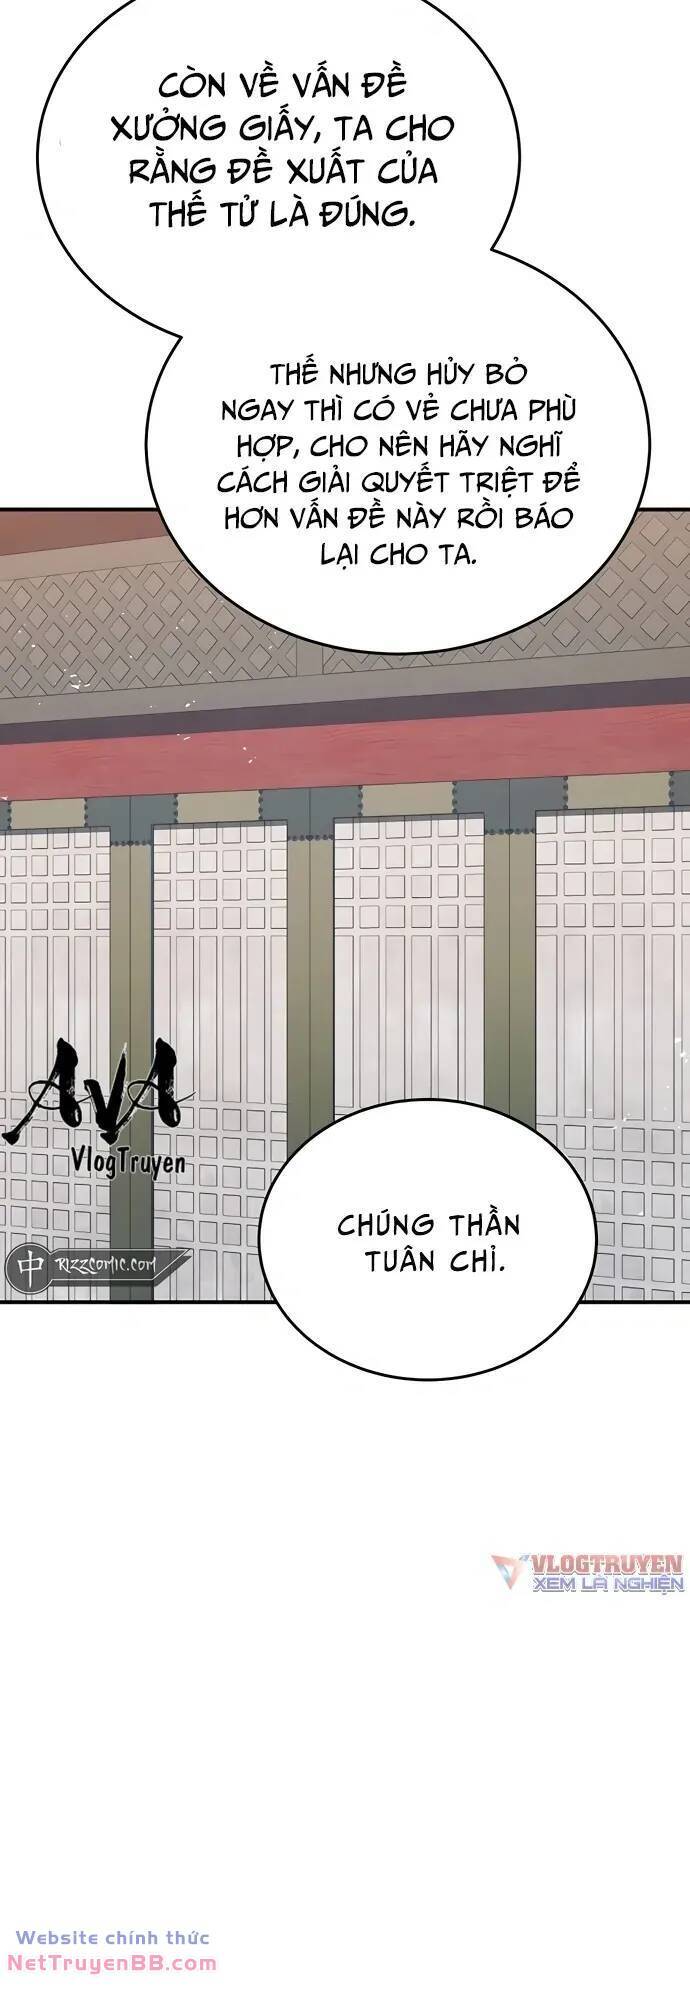 CÒN VỀ VẤN ĐỀ
XƯỞNG GIẤY, TA CHO
RẰNG ĐỀ XUẤT CỦA
THẾ TỬ LÀ ĐÚNG.
THẾ NHƯNG HỦY BỎ
NGAY THÌ CÓ VẺ CHƯA PHÙ
HỢP, CHO NÊN HÃY NGHĨ
CÁCH GIẢI QUYẾT TRIỆT ĐỂ
HƠN VẤN ĐỀ NÀY RỒI BÁO
LẠI CHO TA.
AVA
VlogTruyen
中 RIZZCOMIC.COM
CHÚNG THẦN
TUÂN CHỈ.
VLOGTRUYEN
XEM LÀ NGHIỆN
Website chính thức
NetTruyenBB.com